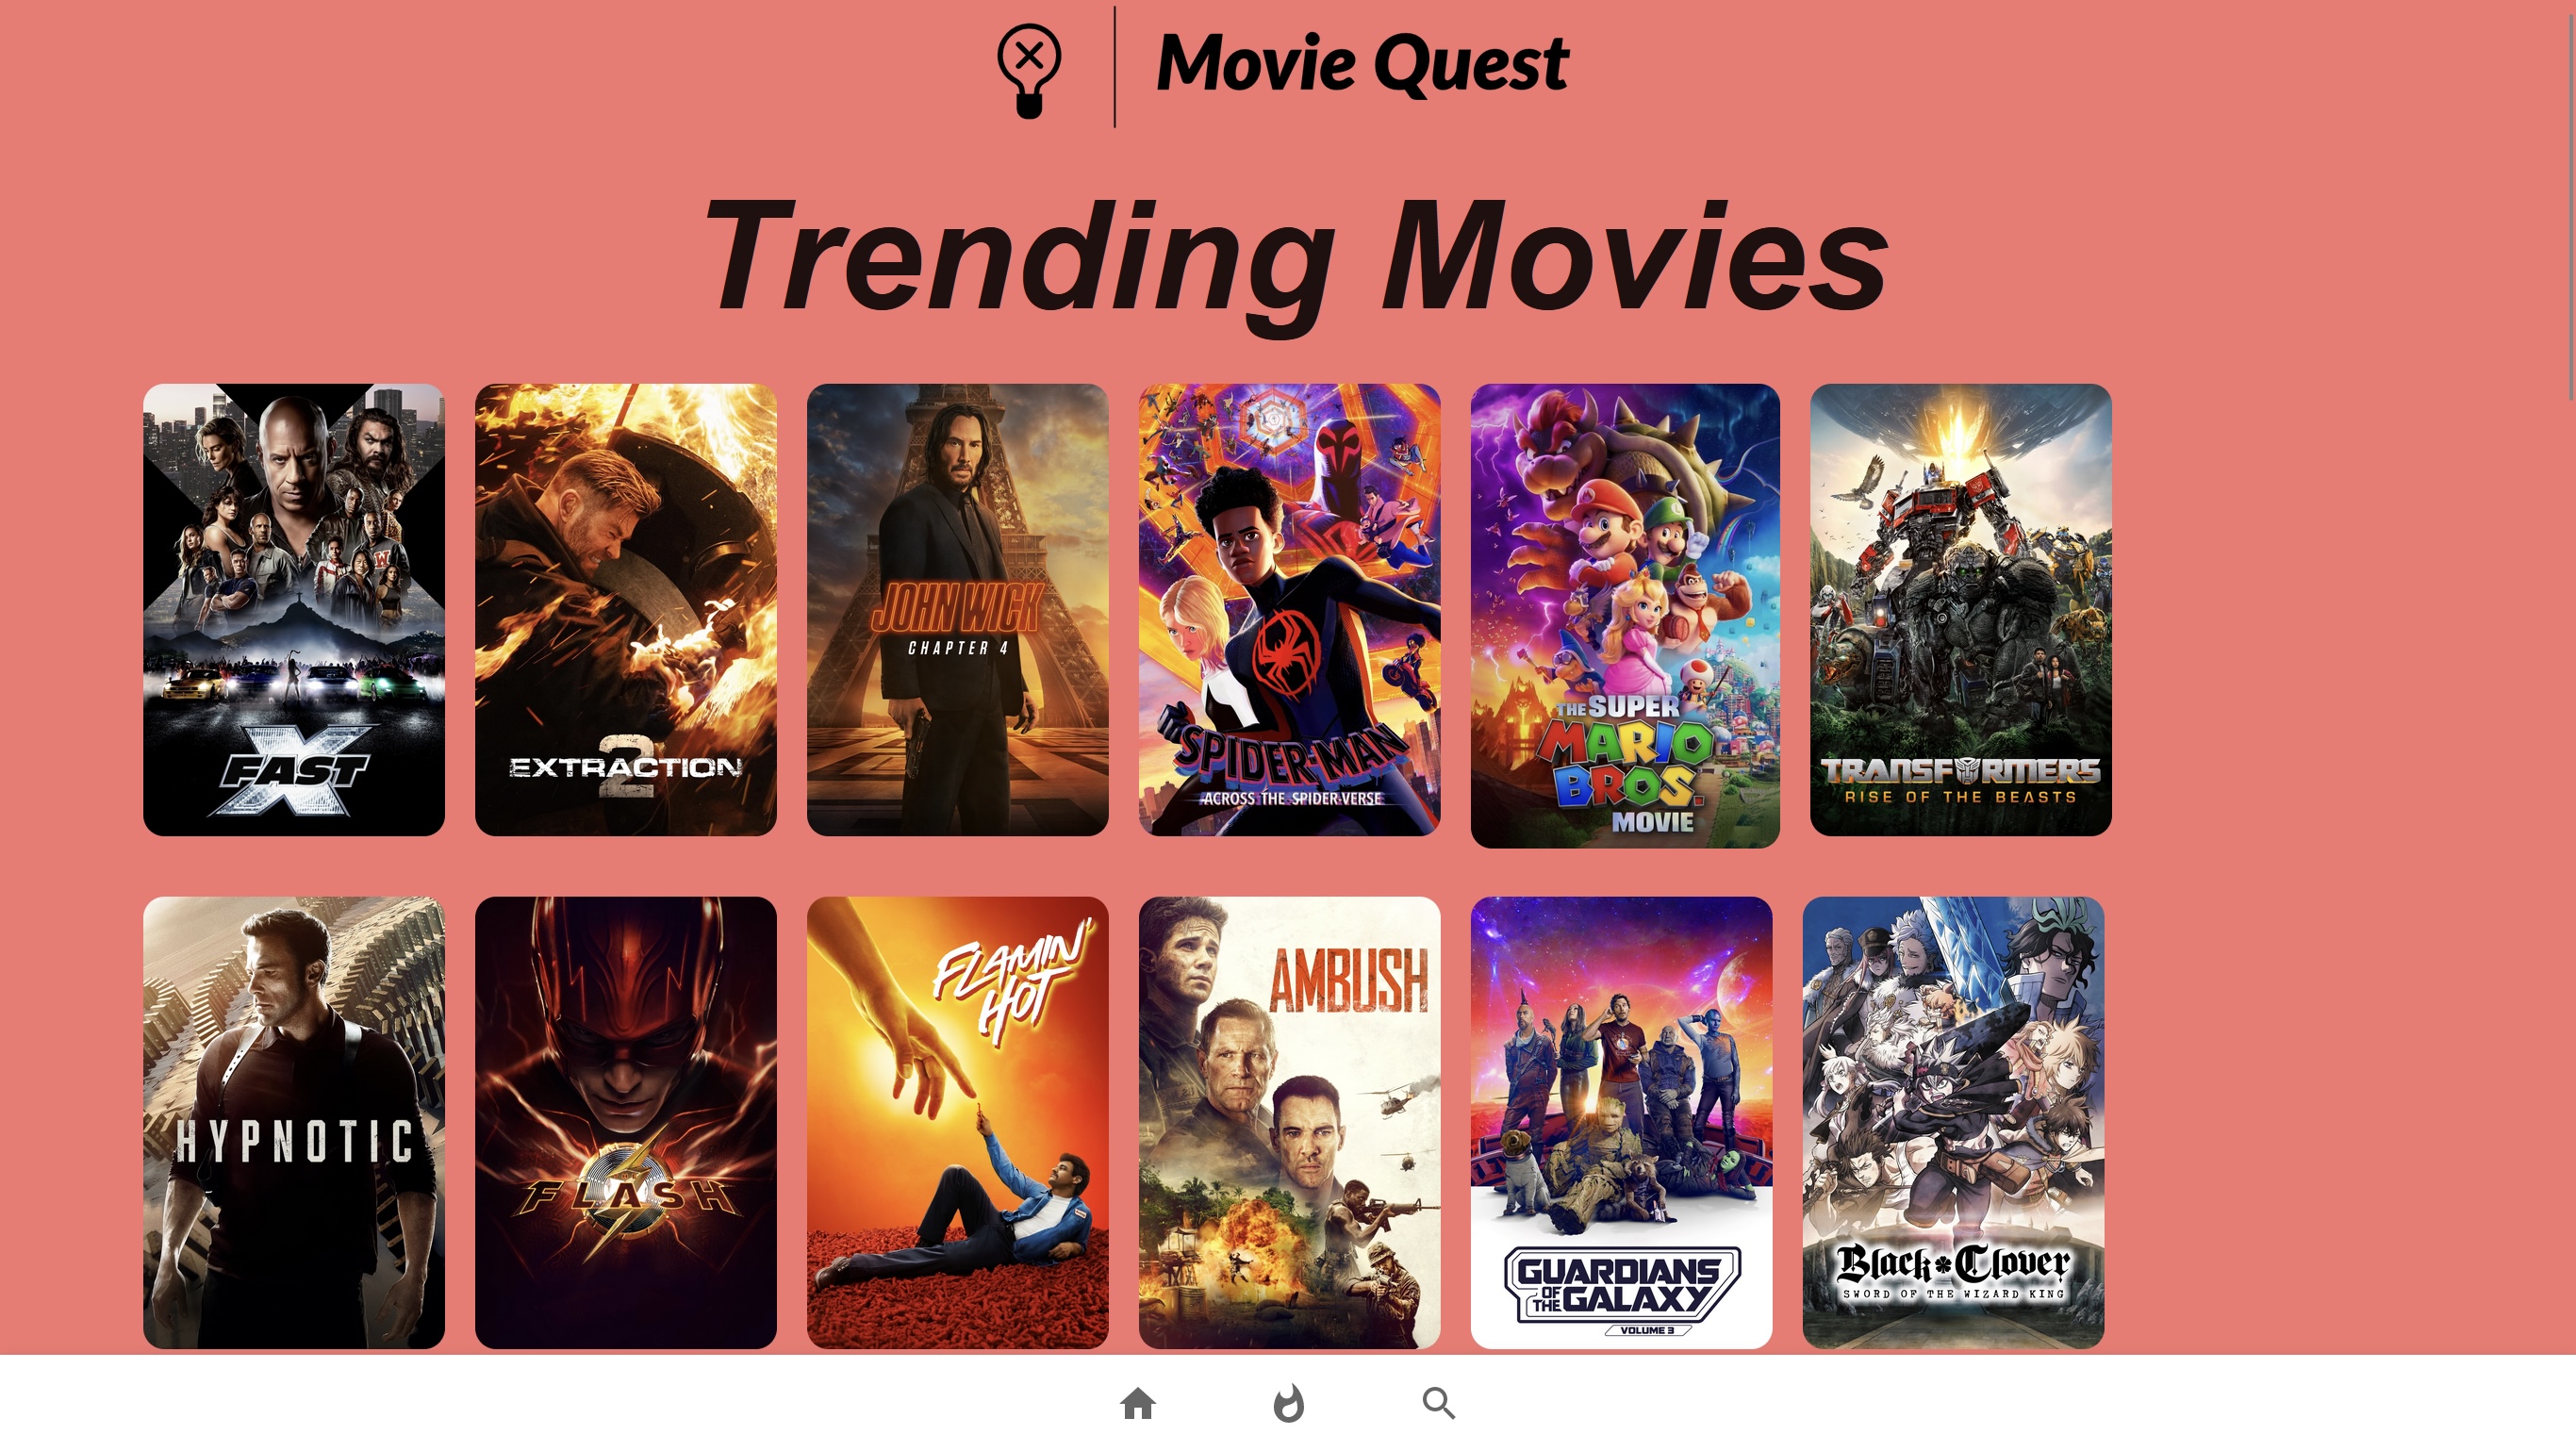 Movie Quest
Trending Movies
FAST X
EXTRACTION 2
JOHN WICK
CHAPTER 4
SPIDER-MAN
ACROSS THE SPIDER-VERSE
THE SUPER
MARIO
BROS.
MOVIE
TRANSFORMERS
RISE OF THE BEASTS
HYPNOTIC
FLASH
FLAMIN'
HOT
AMBUSH
GUARDIANS
OF THE GALAXY
VOLUME 3
Black Clover
SWORD OF THE WIZARD KING